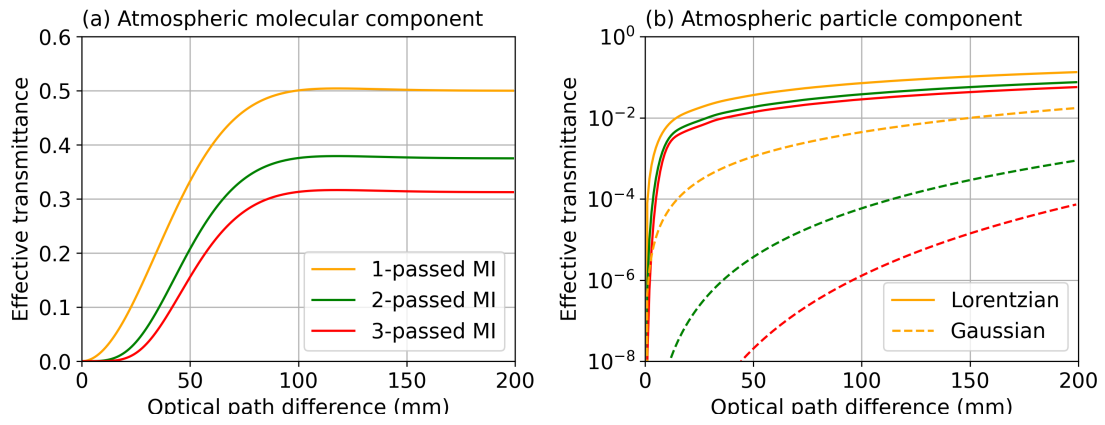 (a) Atmospheric molecular component
Effective transmittance
0.6
0.5
0.4
0.3
0.2
0.1
0.0
1-passed MI
2-passed MI
3-passed MI
0 50 100 150 200
Optical path difference (mm)
(b) Atmospheric particle component
Effective transmittance
10⁰
10⁻²
10⁻⁴
10⁻⁶
10⁻⁸
Lorentzian
Gaussian
0 50 100 150 200
Optical path difference (mm)